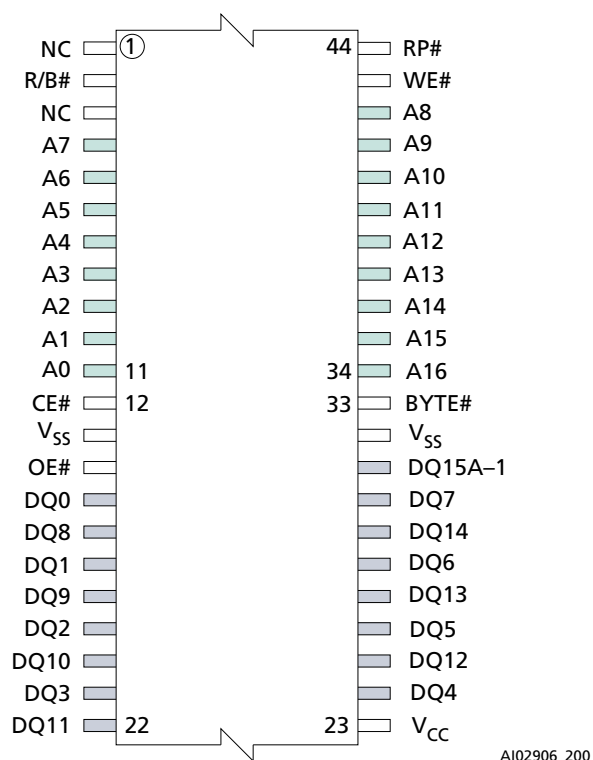 NC 1 44 RP#
R/B# WE#
NC A8
A7 A9
A6 A10
A5 A11
A4 A12
A3 A13
A2 A14
A1 A15
A0 11 34 A16
CE# 12 33 BYTE#
VSS VSS
OE# DQ15A–1
DQ0 DQ7
DQ8 DQ14
DQ1 DQ6
DQ9 DQ13
DQ2 DQ5
DQ10 DQ12
DQ3 DQ4
DQ11 22 23 VCC
AI02906_200